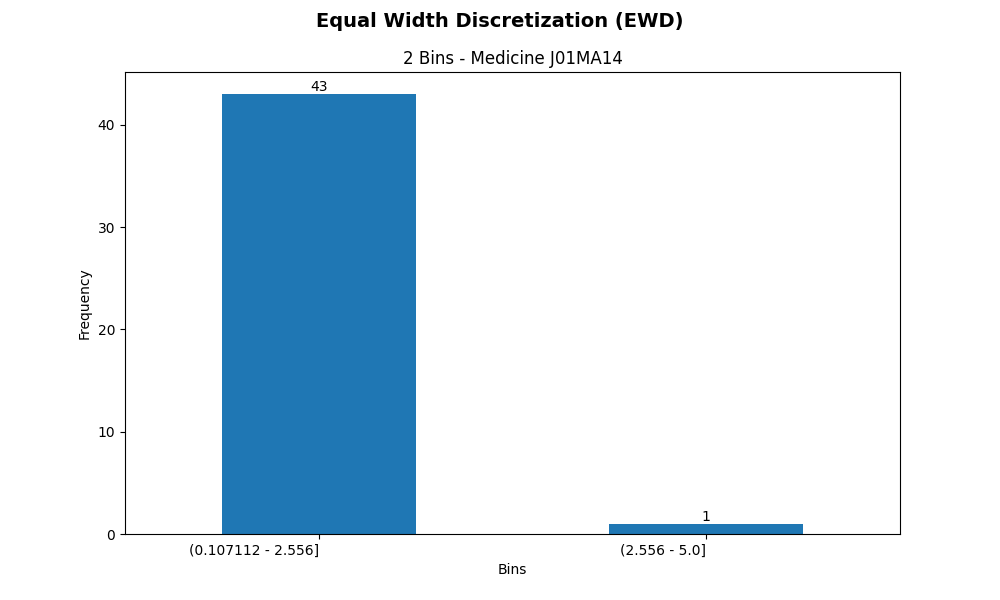 Equal Width Discretization (EWD)
2 Bins - Medicine J01MA14
43
40
30
20
10
0
Frequency
1
(0.107112 - 2.556]
(2.556 - 5.0]
Bins